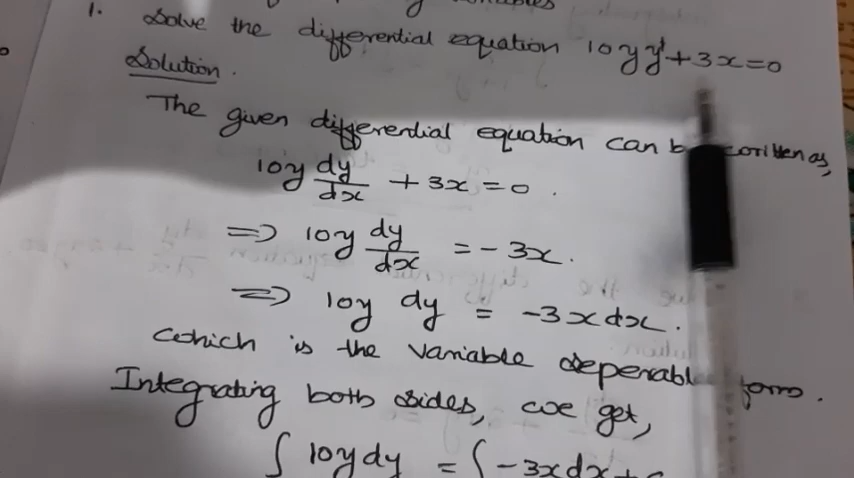 1. Solve the differential equation 10yy'+3x=0
Solution.
The given differential equation can b written as,
10y dy/dx + 3x = 0.
=> 10y dy/dx = -3x.
=> 10y dy = -3x dx.
Which is the variable seperabl form.
Integrating both sides, we get,
∫ 10y dy = ∫ -3x dx +